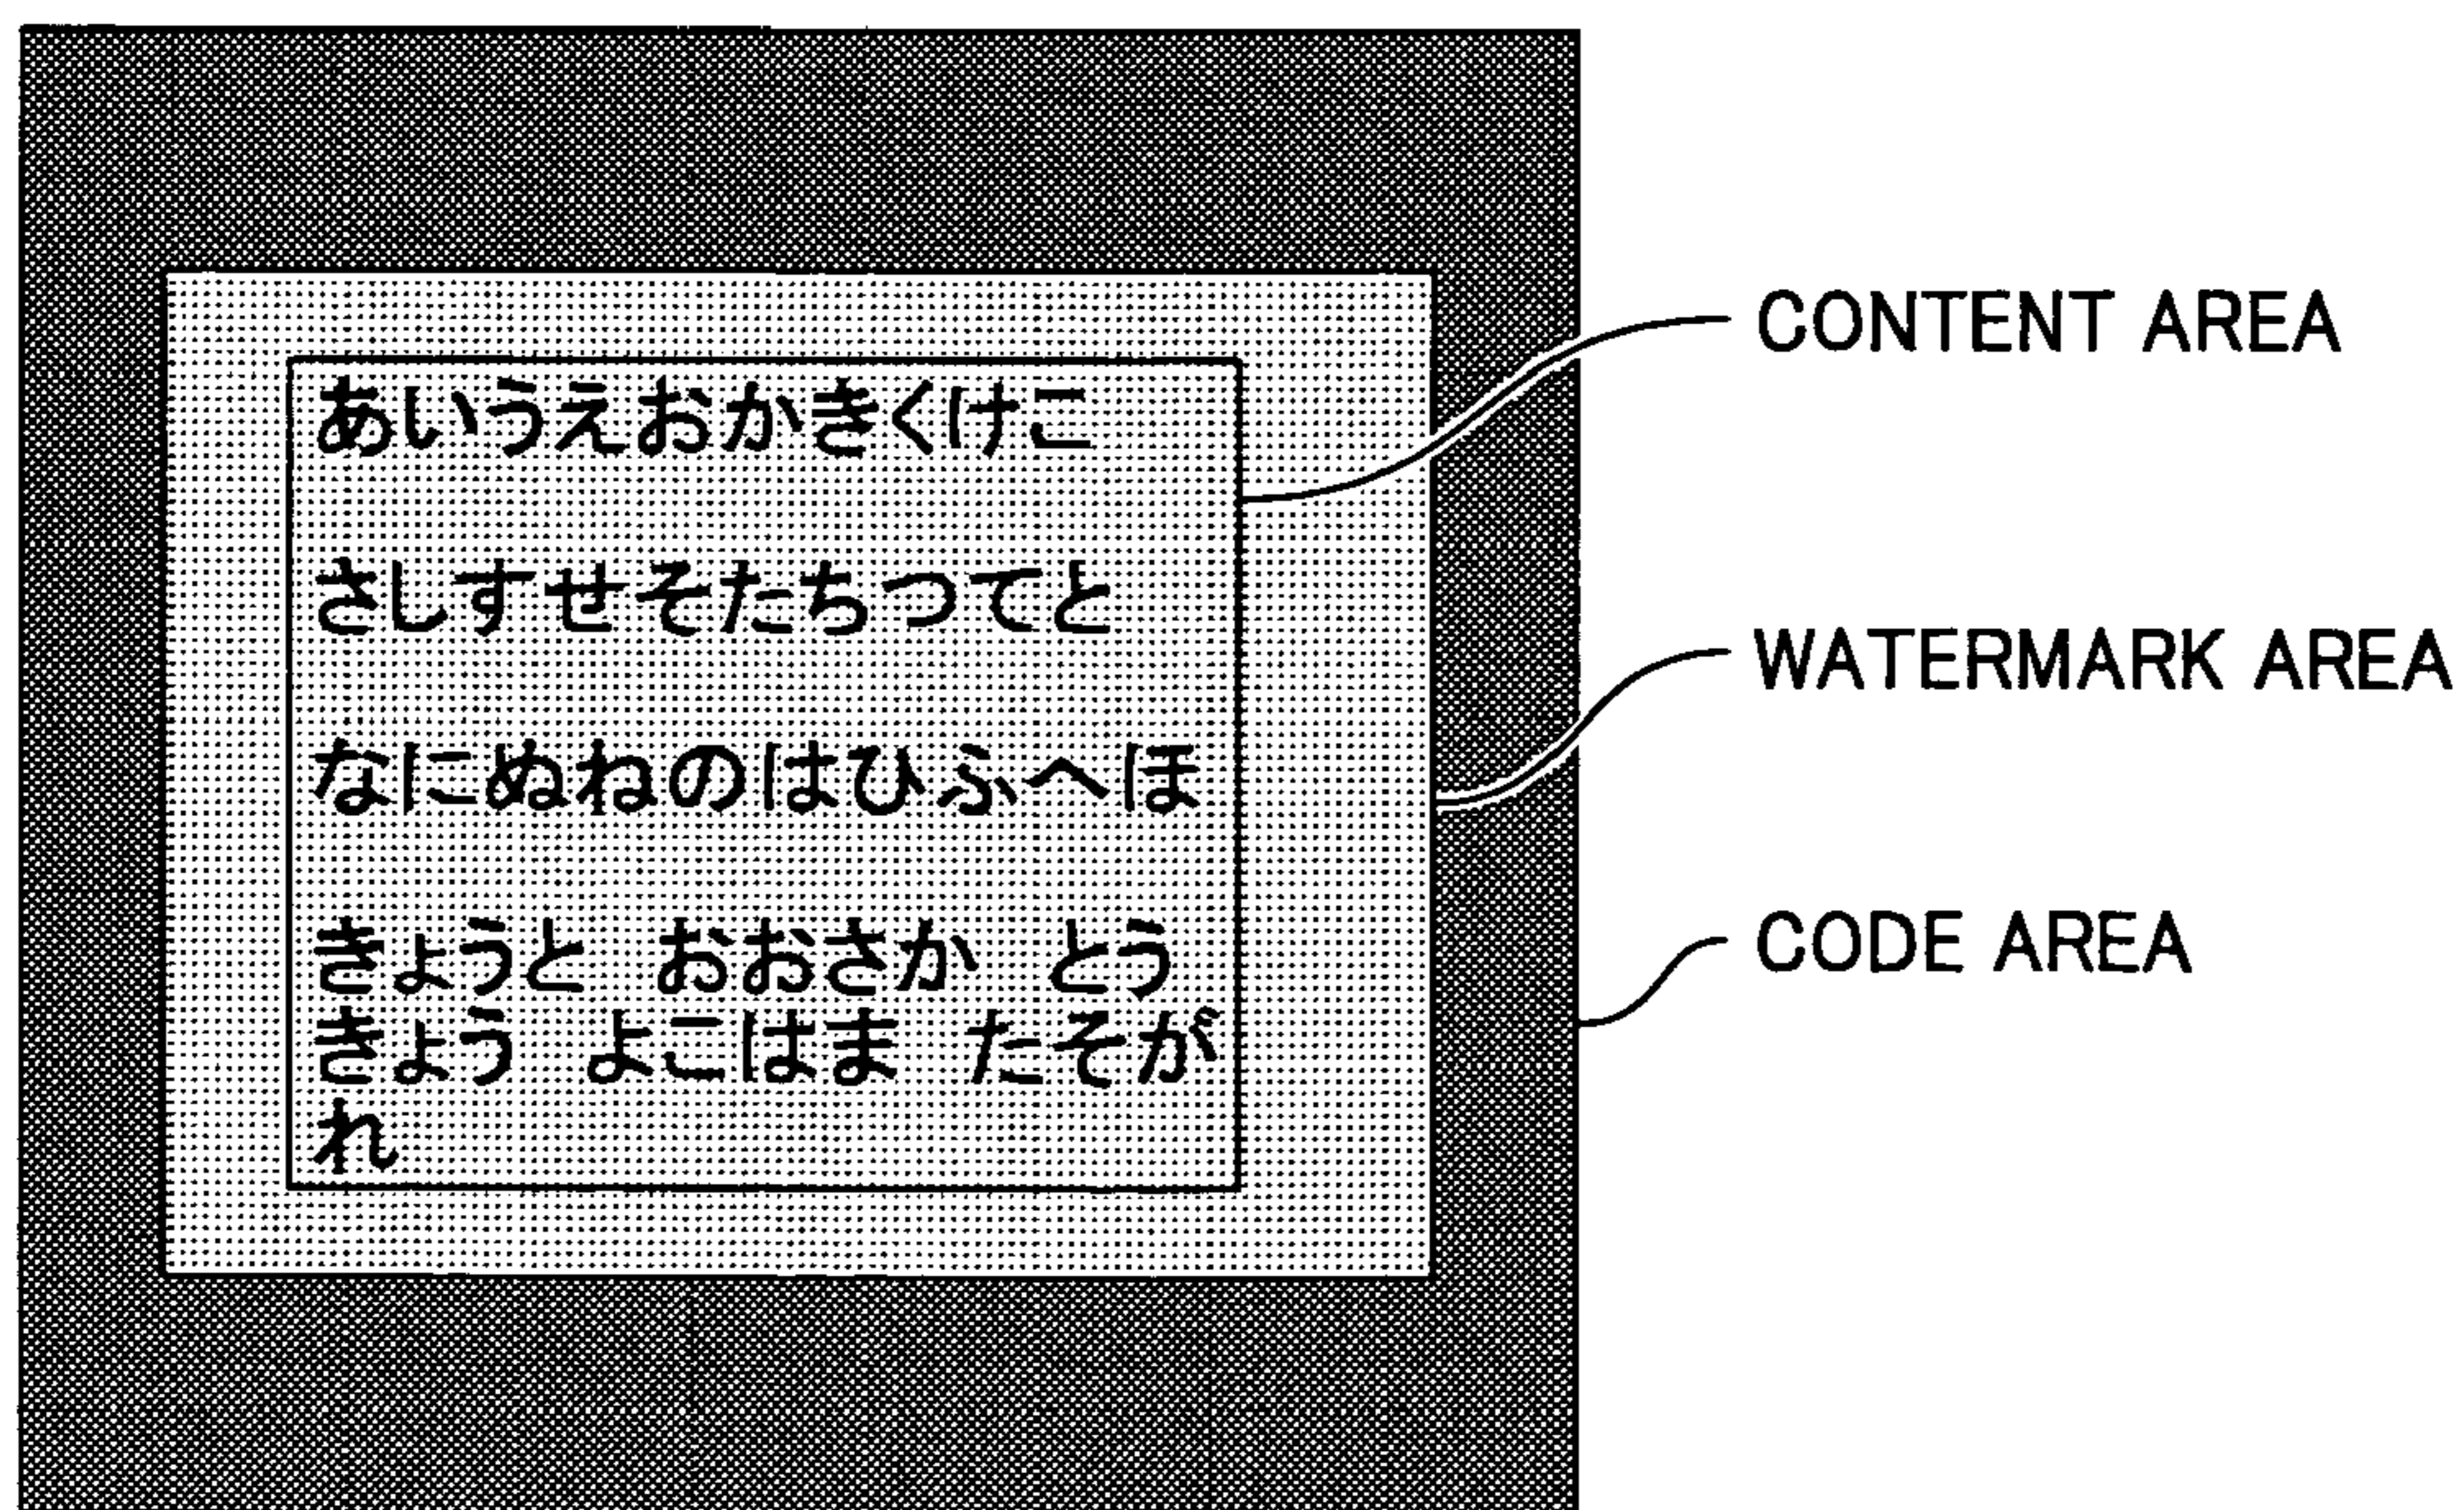 あいうえおかきくけこ
さしすせそたちつてと
なにぬねのはひふへほ
きょうと おおさか とう
きょう よこはま たそが
れ
CONTENT AREA
WATERMARK AREA
CODE AREA